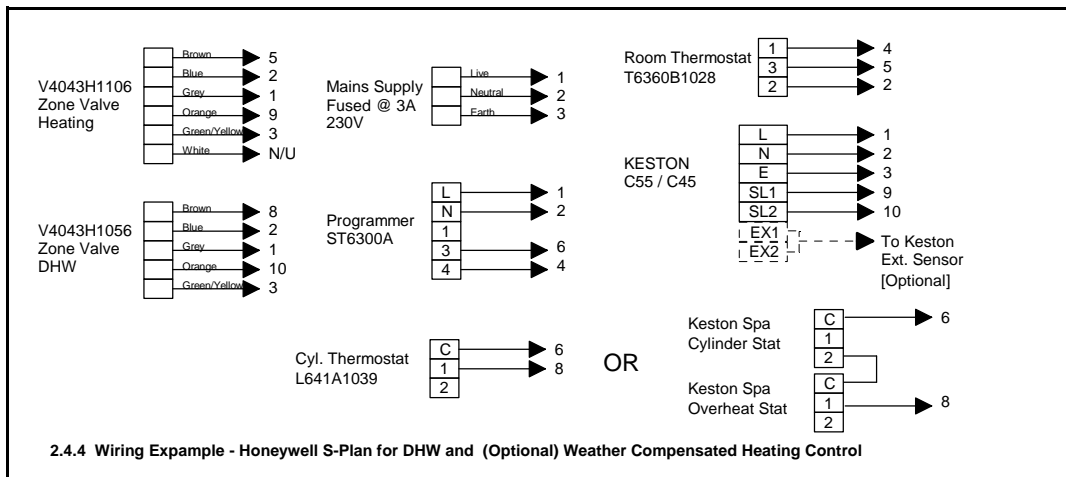 V4043H1106
Zone Valve
Heating
Brown 5
Blue 2
Grey 1
Orange 9
Green/Yellow 3
White N/U
Mains Supply
Fused @ 3A
230V
Live 1
Neutral 2
Earth 3
Room Thermostat
T6360B1028
1 4
3 5
2 2
V4043H1056
Zone Valve
DHW
Brown 8
Blue 2
Grey 1
Orange 10
Green/Yellow 3
Programmer
ST6300A
L 1
N 2
1
3 6
4 4
KESTON
C55 / C45
L 1
N 2
E 3
SL1 9
SL2 10
EX1
EX2
To Keston
Ext. Sensor
[Optional]
Cyl. Thermostat
L641A1039
C 6
1 8
2
OR
Keston Spa
Cylinder Stat
C 6
1
2
Keston Spa
Overheat Stat
C
1 8
2
2.4.4 Wiring Expample - Honeywell S-Plan for DHW and (Optional) Weather Compensated Heating Control